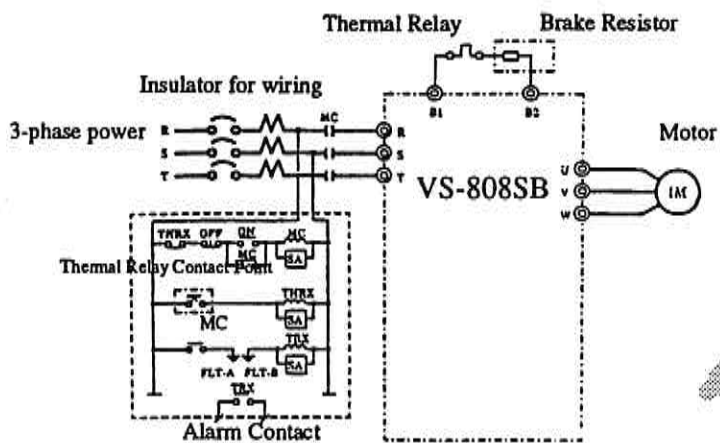 Thermal Relay
Brake Resistor
Insulator for wiring
B1
B2
MC
3-phase power
R
R
Motor
S
S
T
T
VS-808SB
U
V
W
IM
THRX
OFF
ON
MC
MC
SA
Thermal Relay Contact Point
THRX
SA
MC
TRX
SA
FLT-A
FLT-B
TRX
Alarm Contact